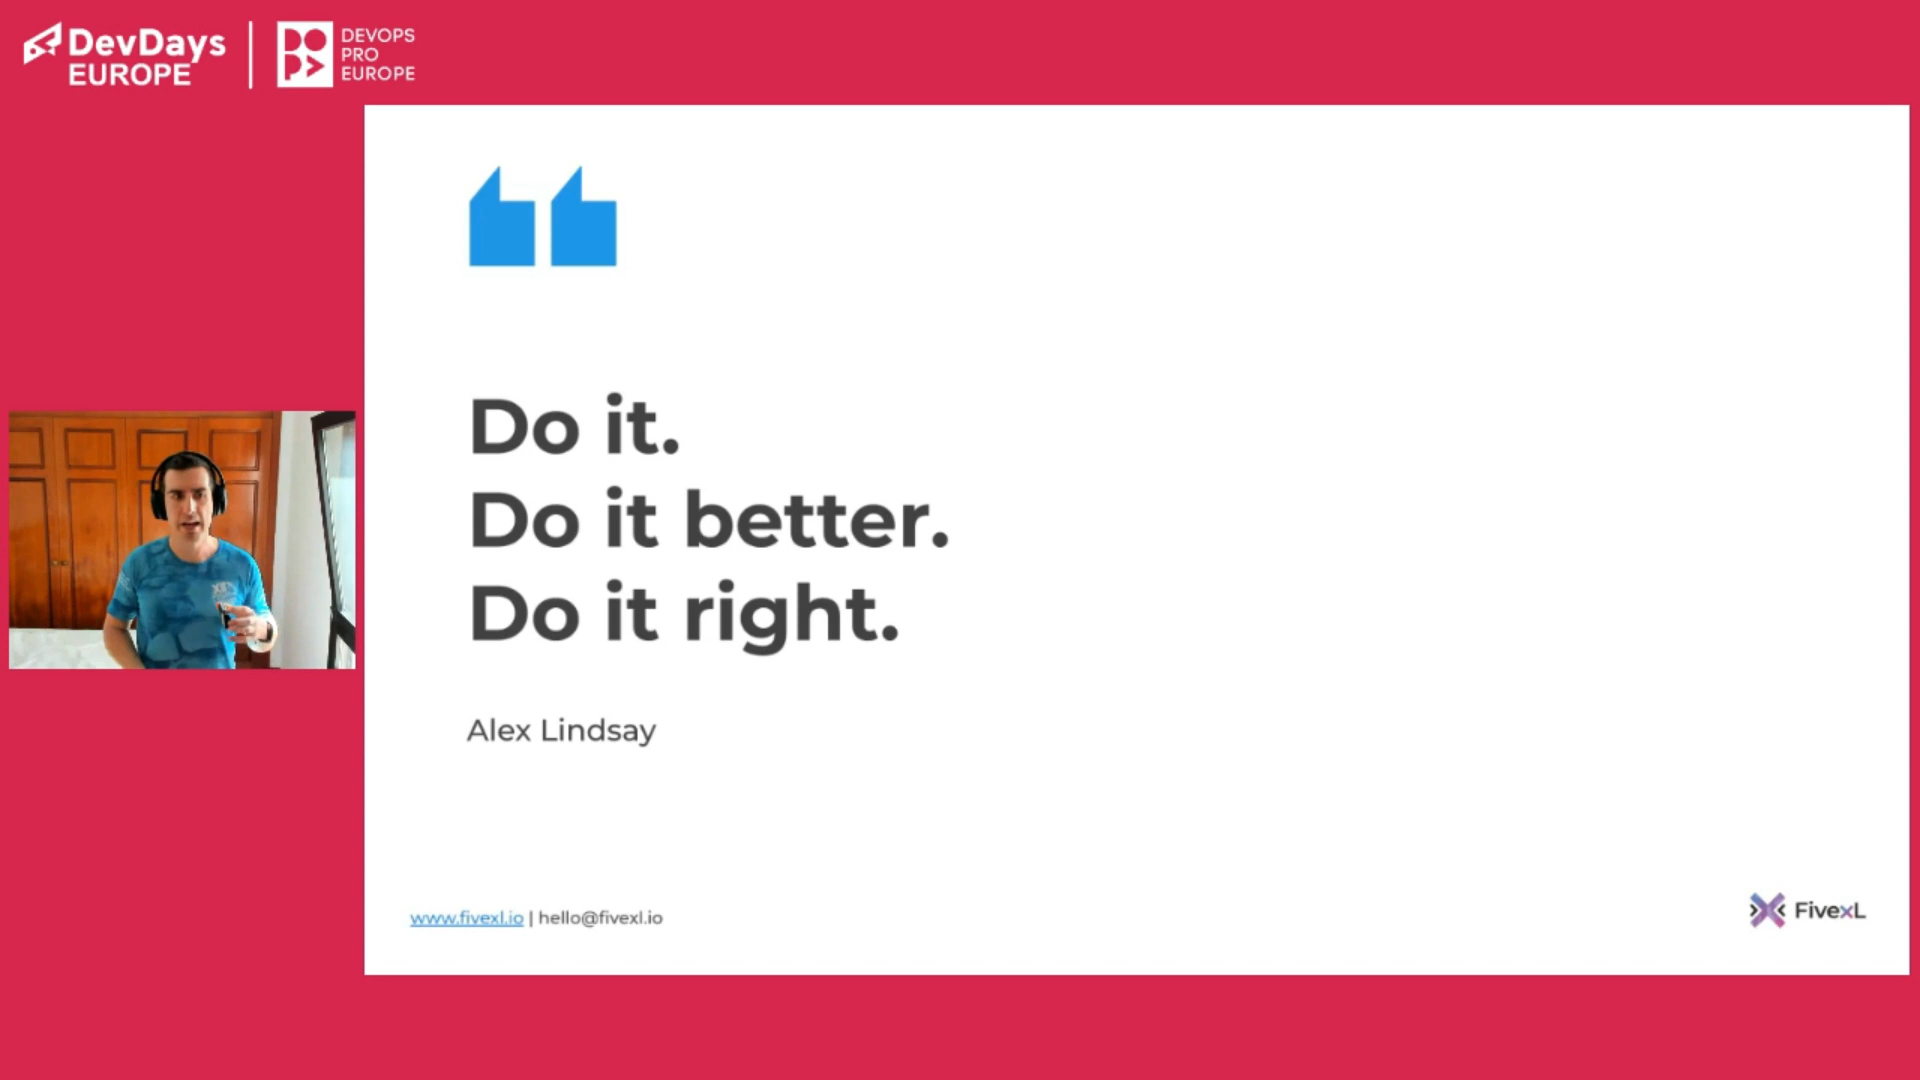 DevDays
EUROPE
DEVOPS
PRO
EUROPE
Do it.
Do it better.
Do it right.
Alex Lindsay
www.fivexl.io | hello@fivexl.io
FivexL